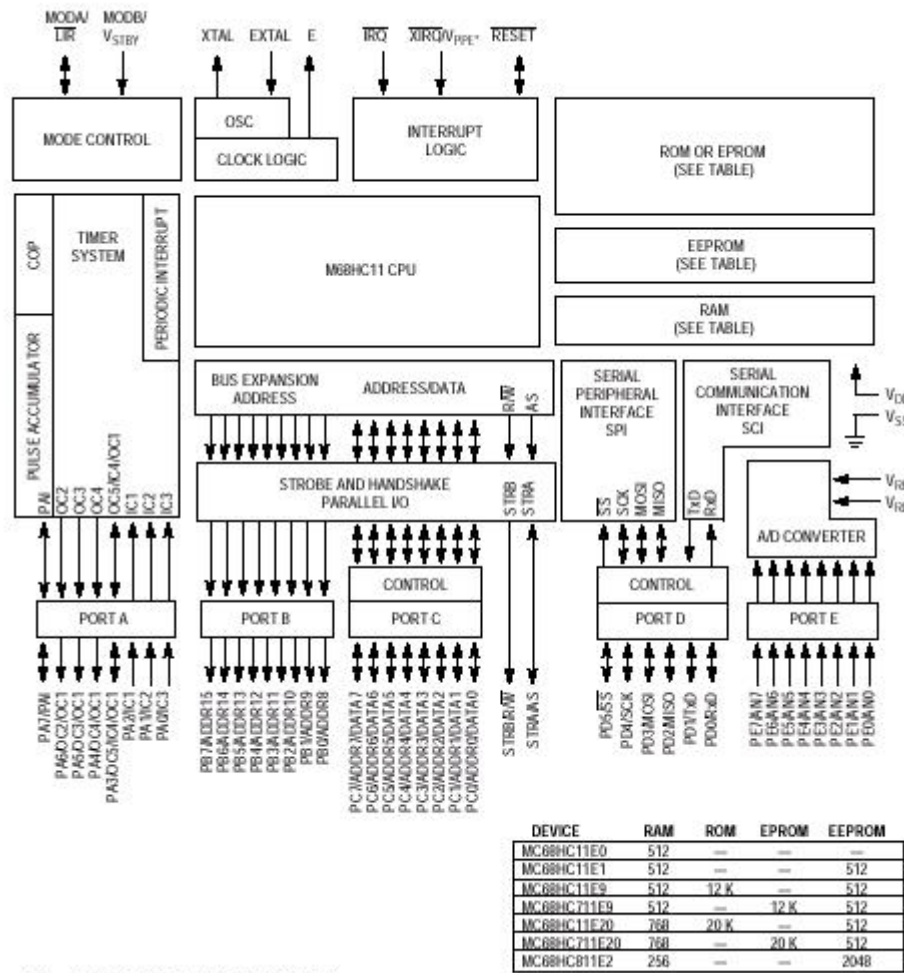 MODA/
LIR
MODB/
VSTBY
XTAL
EXTAL
E
IRQ
XIRQ/VPPE*
RESET
MODE CONTROL
OSC
CLOCK LOGIC
INTERRUPT
LOGIC
ROM OR EPROM
(SEE TABLE)
COP
TIMER
SYSTEM
PERIODIC INTERRUPT
M68HC11 CPU
EEPROM
(SEE TABLE)
RAM
(SEE TABLE)
PULSE ACCUMULATOR
BUS EXPANSION
ADDRESS
ADDRESS/DATA
R/W
AS
SERIAL
PERIPHERAL
INTERFACE
SPI
SERIAL
COMMUNICATION
INTERFACE
SCI
PAI
OC2
OC3
OC4
OC5/IC4/OC1
IC1
IC2
IC3
STROBE AND HANDSHAKE
PARALLEL I/O
STRB
STRA
SS
SCK
MOSI
MISO
TxD
RxD
A/D CONVERTER
CONTROL
CONTROL
PORT A
PORT B
PORT C
PORT D
PORT E
PA7/PAI
PA6/OC2/OC1
PA5/OC3/OC1
PA4/OC4/OC1
PA3/OC5/IC4/OC1
PA2/IC1
PA1/IC2
PA0/IC3
PB7/ADDR15
PB6/ADDR14
PB5/ADDR13
PB4/ADDR12
PB3/ADDR11
PB2/ADDR10
PB1/ADDR9
PB0/ADDR8
PC7/ADDR7/DATA7
PC6/ADDR6/DATA6
PC5/ADDR5/DATA5
PC4/ADDR4/DATA4
PC3/ADDR3/DATA3
PC2/ADDR2/DATA2
PC1/ADDR1/DATA1
PC0/ADDR0/DATA0
STRB/R/W
STRA/AS
PD5/SS
PD4/SCK
PD3/MOSI
PD2/MISO
PD1/TxD
PD0/RxD
PE7/AN7
PE6/AN6
PE5/AN5
PE4/AN4
PE3/AN3
PE2/AN2
PE1/AN1
PE0/AN0
DEVICE RAM ROM EPROM EEPROM
MC68HC11E0 512 — — —
MC68HC11E1 512 — — 512
MC68HC11E9 512 12 K — 512
MC68HC711E9 512 — 12 K 512
MC68HC11E20 768 20 K — 512
MC68HC711E20 768 — 20 K 512
MC68HC811E2 256 — — 2048